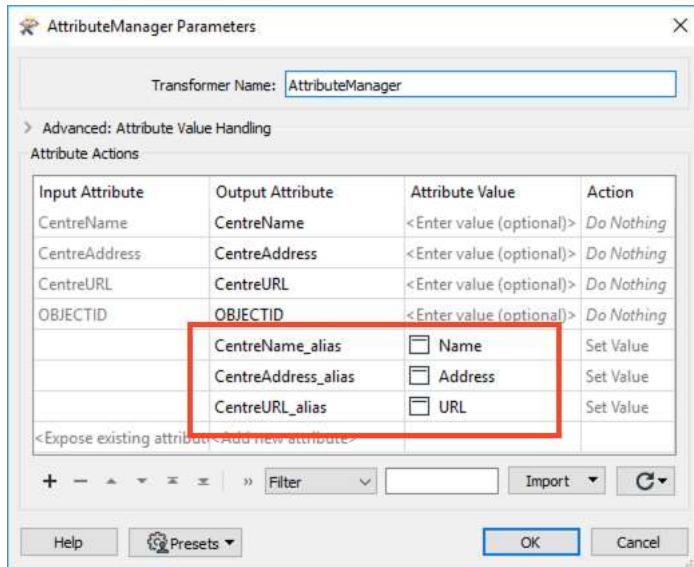 AttributeManager Parameters
Transformer Name: AttributeManager
> Advanced: Attribute Value Handling
Attribute Actions
Input Attribute Output Attribute Attribute Value Action
CentreName CentreName <Enter value (optional)> Do Nothing
CentreAddress CentreAddress <Enter value (optional)> Do Nothing
CentreURL CentreURL <Enter value (optional)> Do Nothing
OBJECTID OBJECTID <Enter value (optional)> Do Nothing
CentreName_alias Name Set Value
CentreAddress_alias Address Set Value
CentreURL_alias URL Set Value
<Expose existing attribut <Add new attribute>
» Filter Import
Help Presets OK Cancel